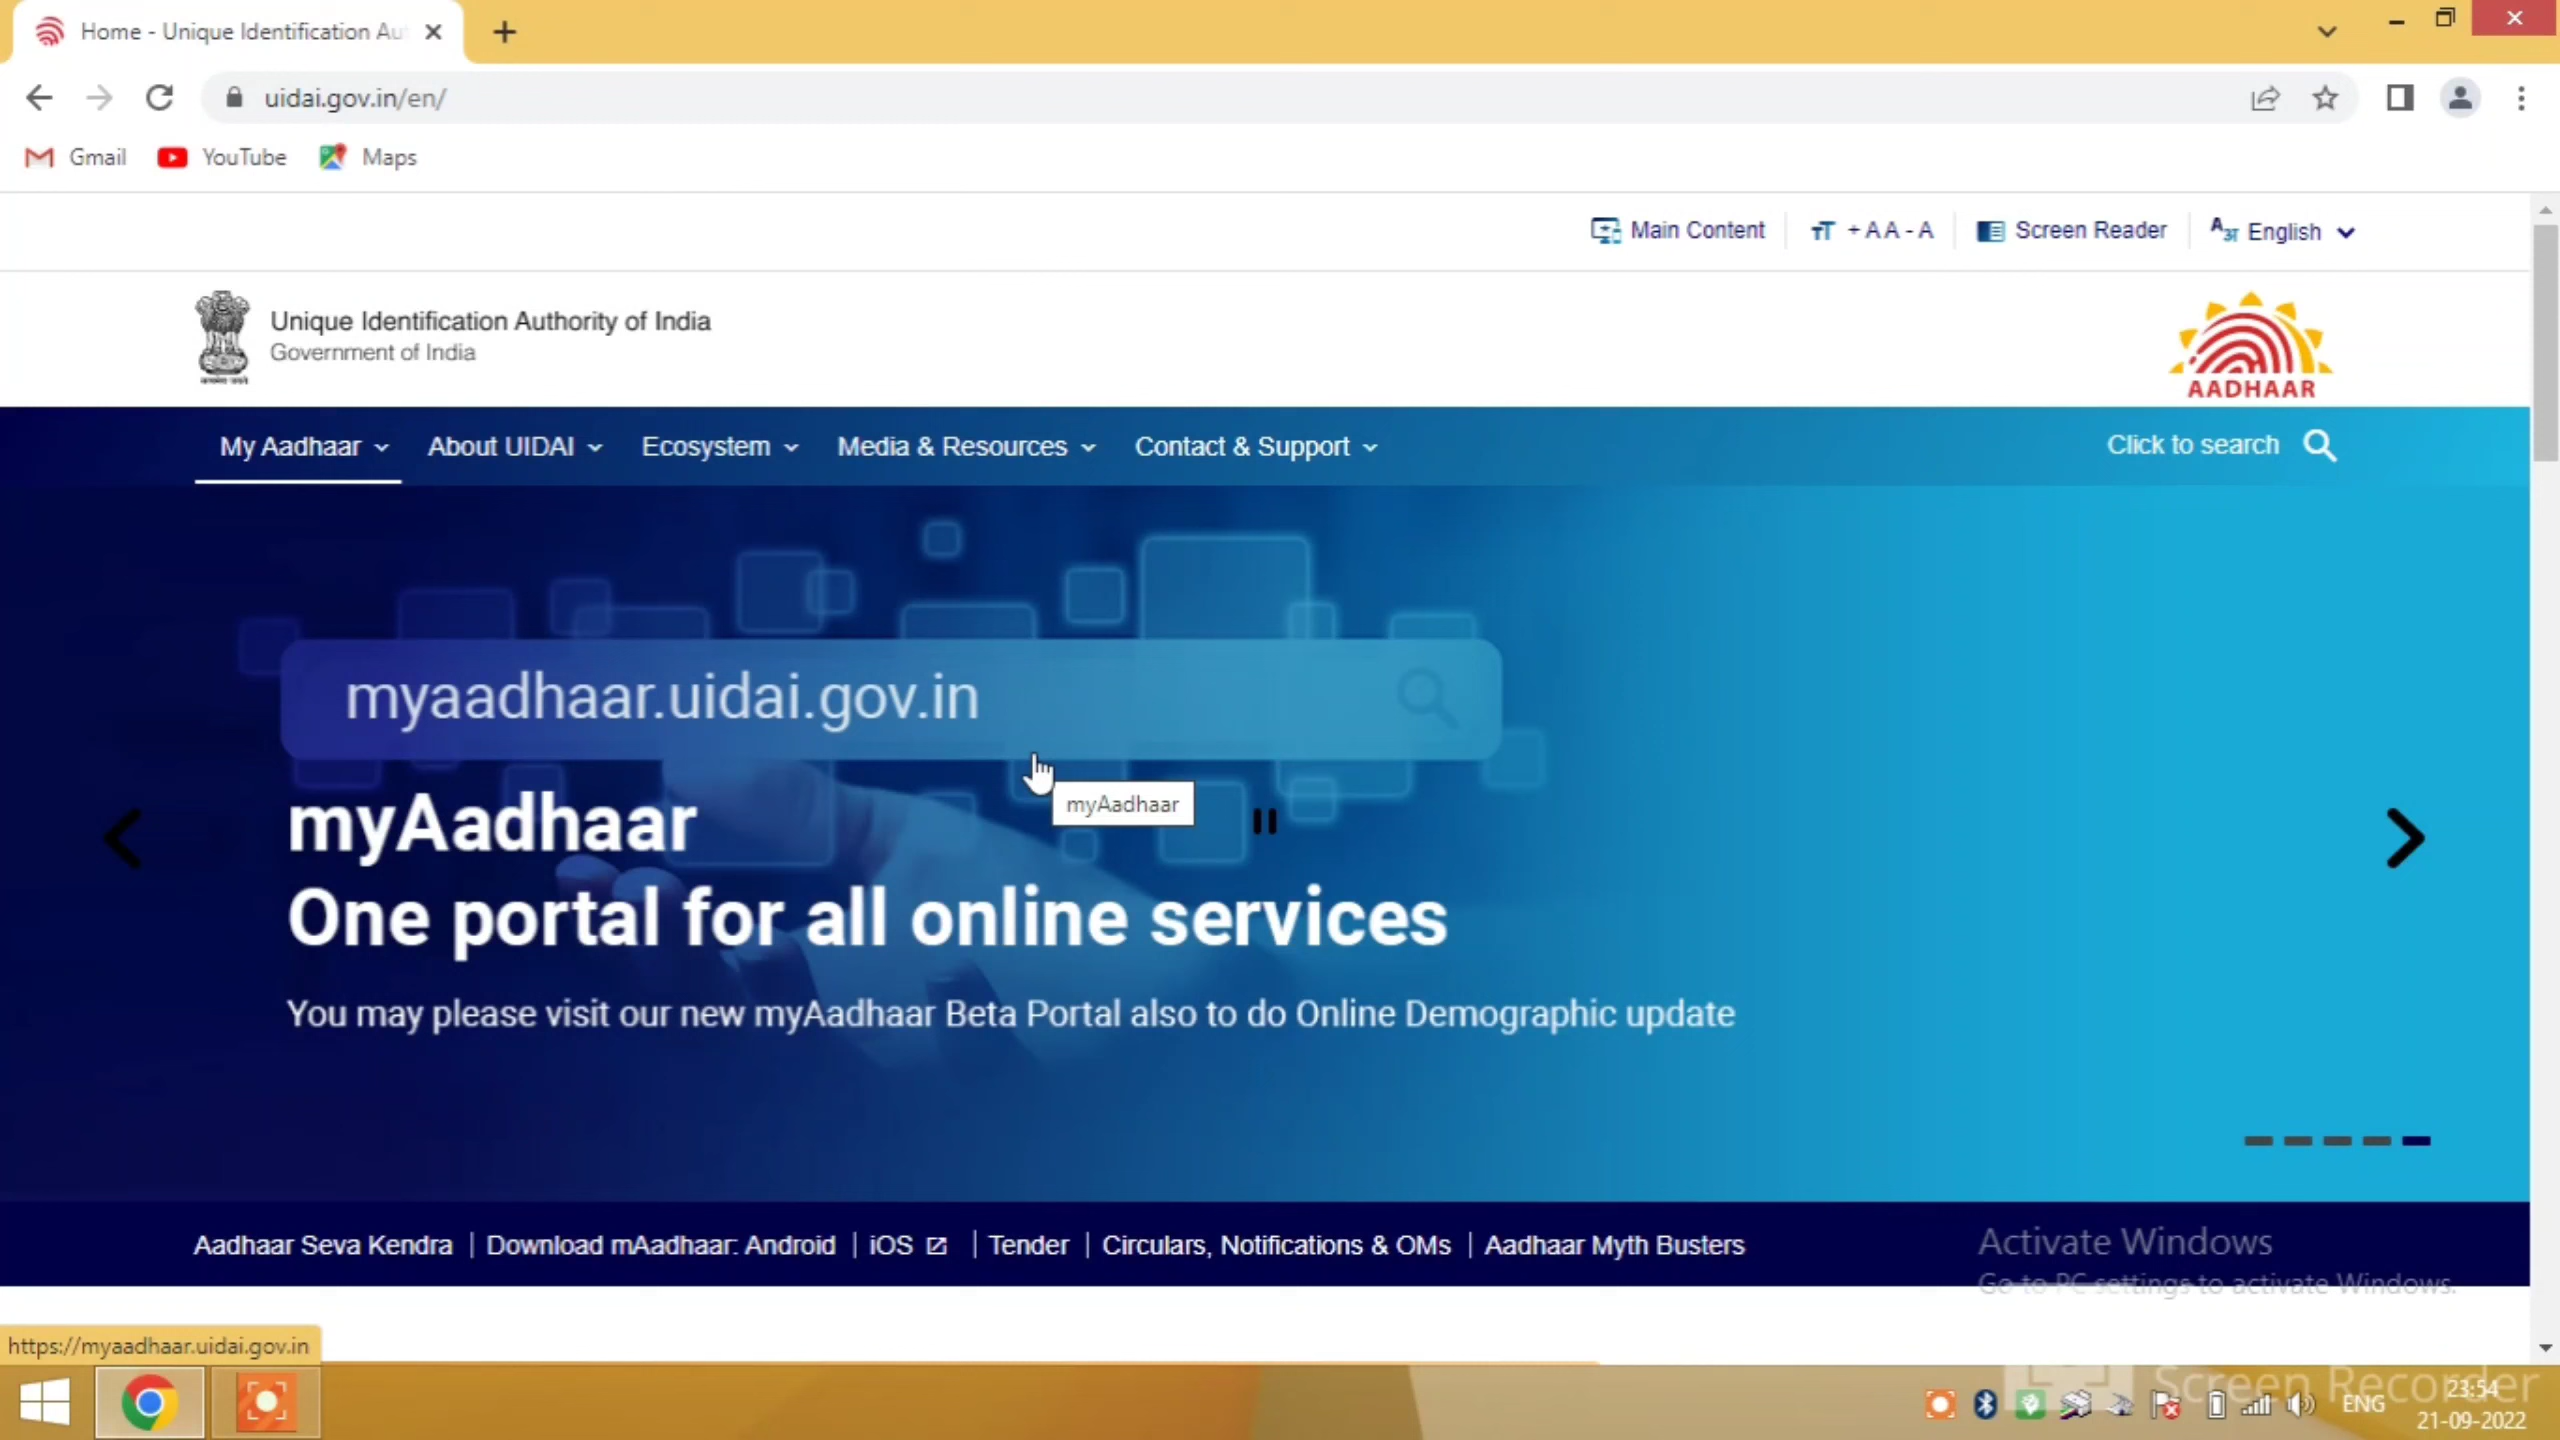 Home - Unique Identification Au
uidai.gov.in/en/
Gmail YouTube Maps
Main Content + A A - A Screen Reader English
Unique Identification Authority of India
Government of India
AADHAAR
My Aadhaar About UIDAI Ecosystem Media & Resources Contact & Support Click to search
myaadhaar.uidai.gov.in
myAadhaar
myAadhaar
One portal for all online services
You may please visit our new myAadhaar Beta Portal also to do Online Demographic update
Aadhaar Seva Kendra | Download mAadhaar: Android | iOS | Tender | Circulars, Notifications & OMs | Aadhaar Myth Busters
Activate Windows
Go to PC settings to activate Windows.
https://myaadhaar.uidai.gov.in
Screen Recorder
ENG 23:54
21-09-2022